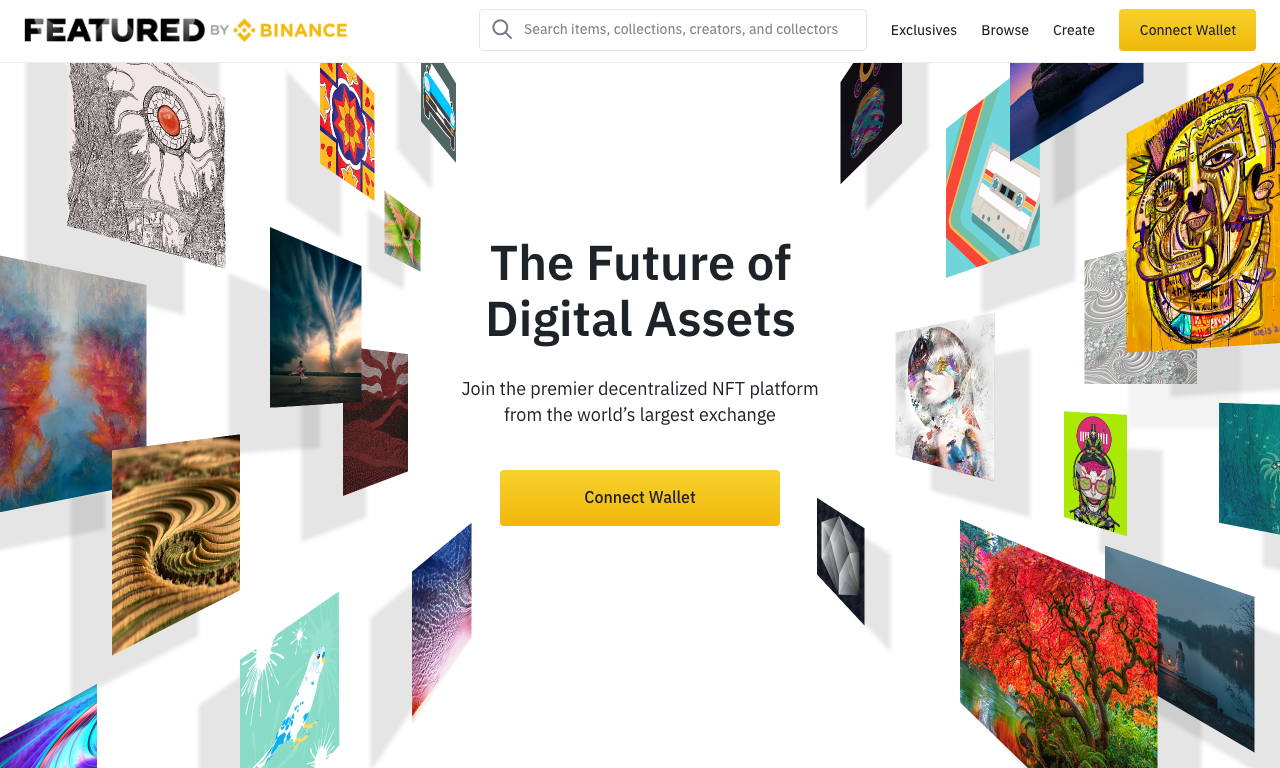 FEATURED BY BINANCE
Search items, collections, creators, and collectors
Exclusives
Browse
Create
Connect Wallet
The Future of
Digital Assets
Join the premier decentralized NFT platform
from the world’s largest exchange
Connect Wallet